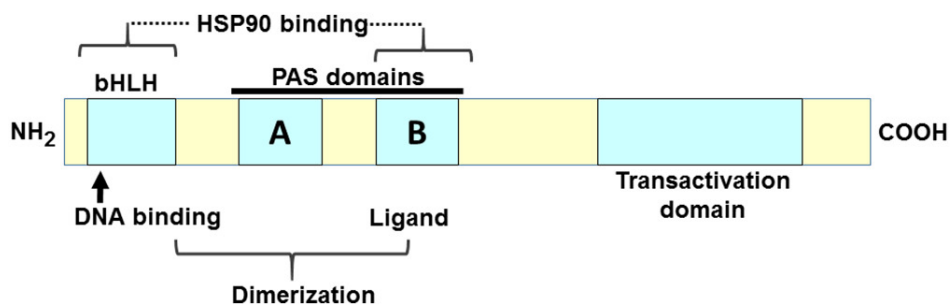 HSP90 binding
bHLH
PAS domains
NH2
A
B
COOH
DNA binding
Ligand
Transactivation
domain
Dimerization